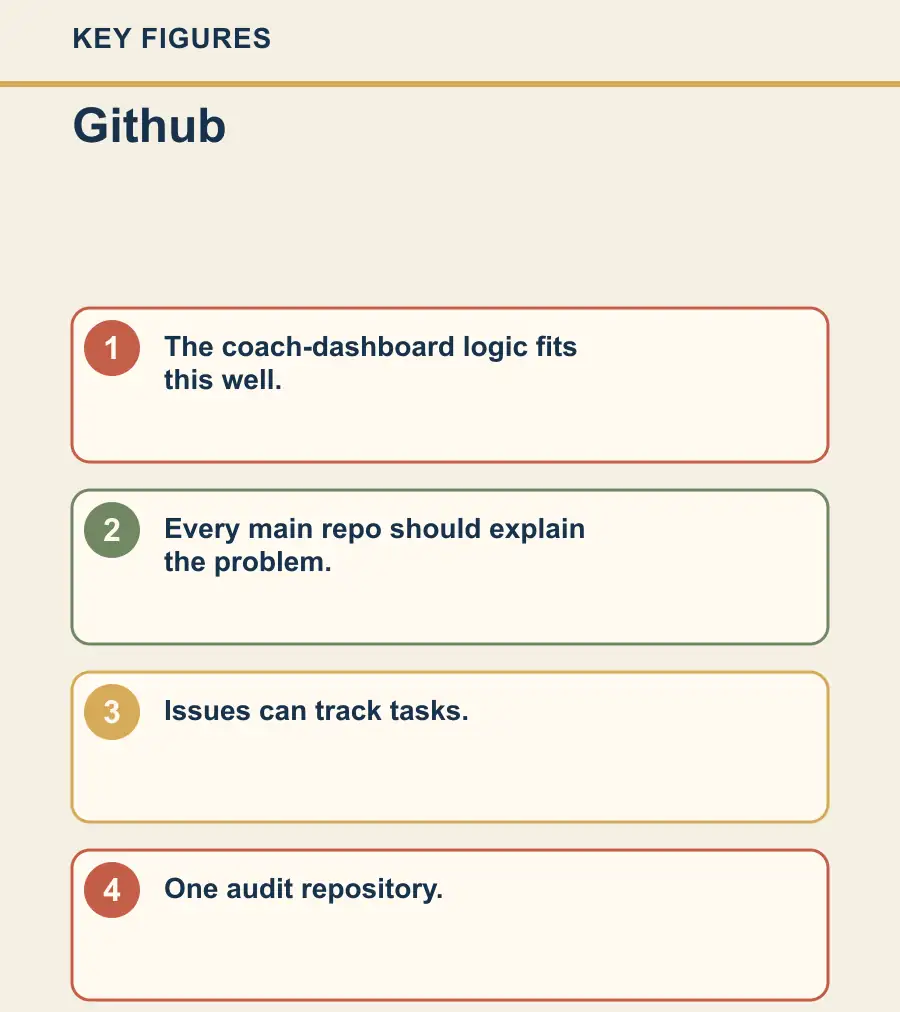 KEY FIGURES
Github
1
The coach-dashboard logic fits
this well.
2
Every main repo should explain
the problem.
3
Issues can track tasks.
4
One audit repository.